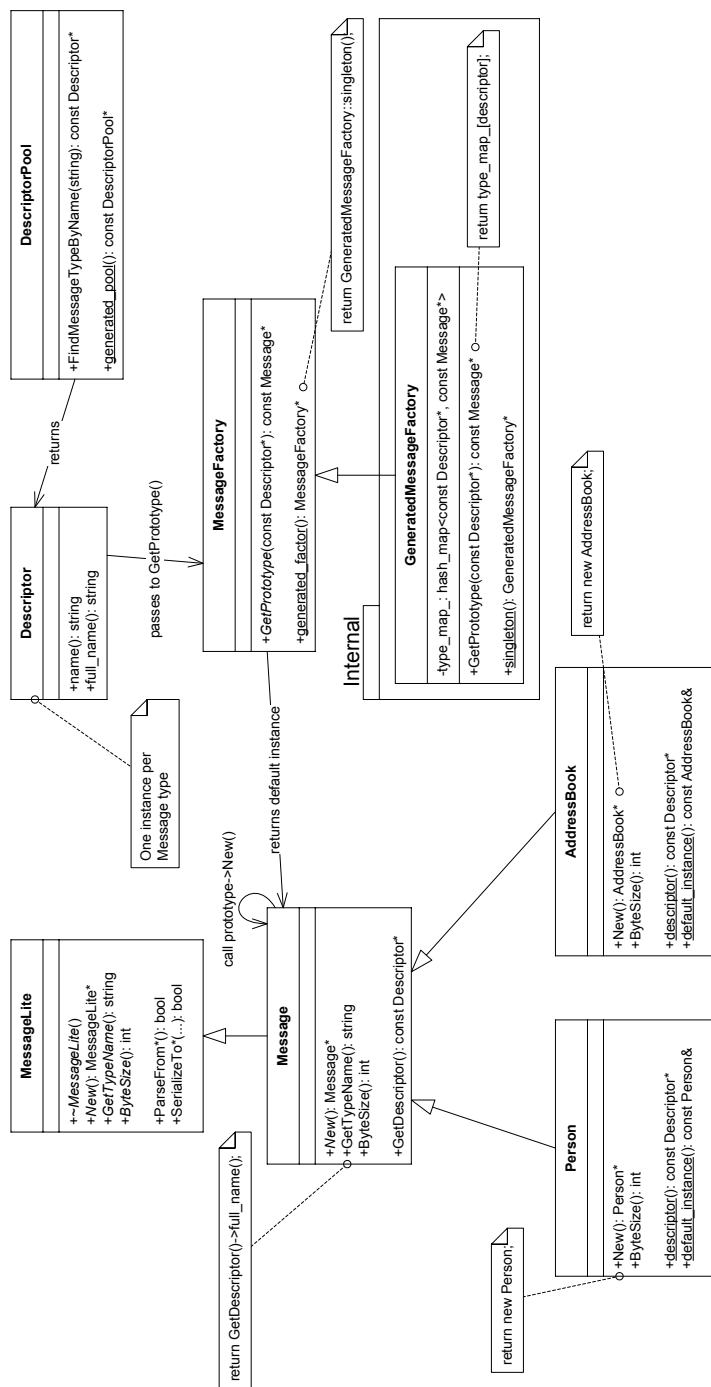 MessageLite
+~MessageLite()
+New(): MessageLite*
+GetTypeName(): string
+ByteSize(): int
+ParseFrom*(): bool
+SerializeTo*(...): bool
One instance per
Message type
Descriptor
+name(): string
+full_name(): string
returns
DescriptorPool
+FindMessageTypeByName(string): const Descriptor*
+generated_pool(): const DescriptorPool*
passes to GetPrototype()
call prototype->New()
return GetDescriptor()->full_name();
Message
+New(): Message*
+GetTypeName(): string
+ByteSize(): int
+GetDescriptor(): const Descriptor*
returns default instance
MessageFactory
+GetPrototype(const Descriptor*): const Message*
+generated_factor(): MessageFactory*
return GeneratedMessageFactory::singleton();
Internal
GeneratedMessageFactory
-type_map_: hash_map<const Descriptor*, const Message*>
+GetPrototype(const Descriptor*): const Message*
+singleton(): GeneratedMessageFactory*
return type_map_[descriptor];
return new Person;
Person
+New(): Person*
+ByteSize(): int
+descriptor(): const Descriptor*
+default_instance(): const Person&
AddressBook
+New(): AddressBook*
+ByteSize(): int
+descriptor(): const Descriptor*
+default_instance(): const AddressBook&
return new AddressBook;